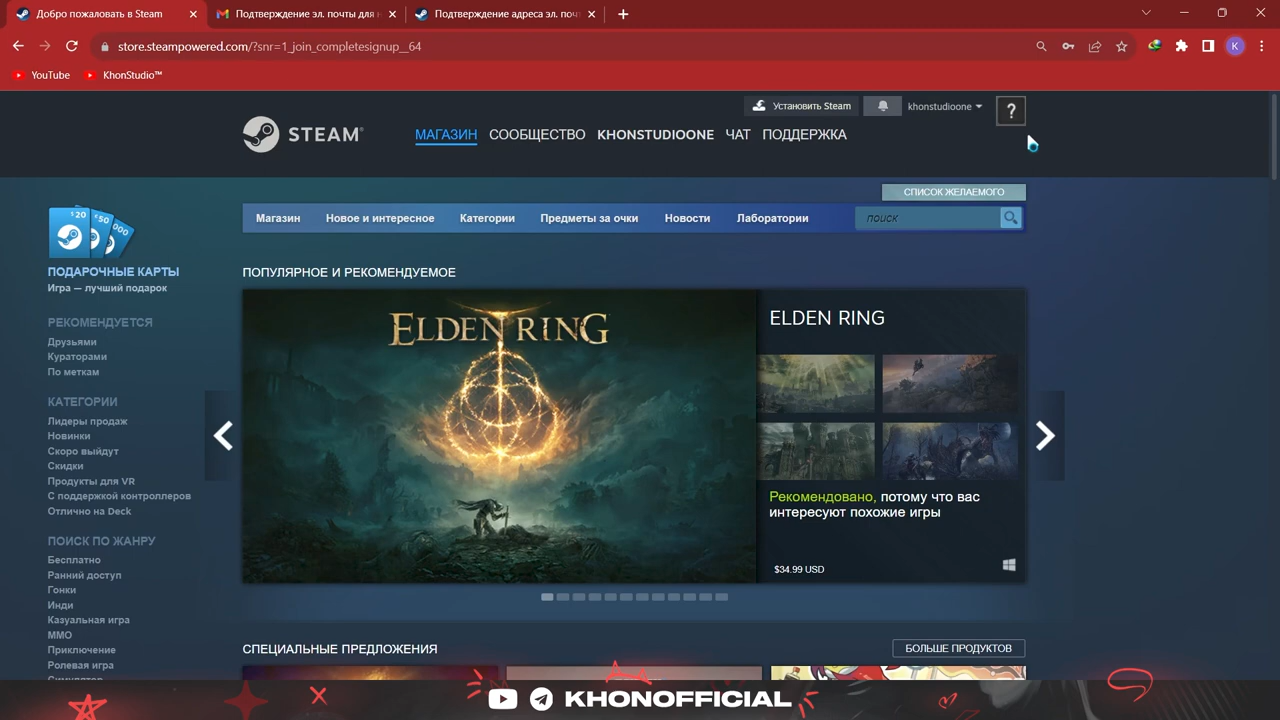 Добро пожаловать в Steam
Подтверждение эл. почты для н
Подтверждение адреса эл. поч
store.steampowered.com/?snr=1_join_completesignup__64
K
YouTube
KhonStudio™
Установить Steam
khonstudioone
?
STEAM®
МАГАЗИН СООБЩЕСТВО KHONSTUDIOONE ЧАТ ПОДДЕРЖКА
СПИСОК ЖЕЛАЕМОГО
Магазин Новое и интересное Категории Предметы за очки Новости Лаборатории поиск
$20
ПОДАРОЧНЫЕ КАРТЫ
Игра — лучший подарок
РЕКОМЕНДУЕТСЯ
Друзьями
Кураторами
По меткам
КАТЕГОРИИ
Лидеры продаж
Новинки
Скоро выйдут
Скидки
Продукты для VR
С поддержкой контроллеров
Отлично на Deck
ПОИСК ПО ЖАНРУ
Бесплатно
Ранний доступ
Гонки
Инди
Казуальная игра
ММО
Приключение
Ролевая игра
ПОПУЛЯРНОЕ И РЕКОМЕНДУЕМОЕ
ELDEN RING
ELDEN RING
Рекомендовано, потому что вас
интересуют похожие игры
$34.99 USD
СПЕЦИАЛЬНЫЕ ПРЕДЛОЖЕНИЯ
БОЛЬШЕ ПРОДУКТОВ
KHONOFFICIAL